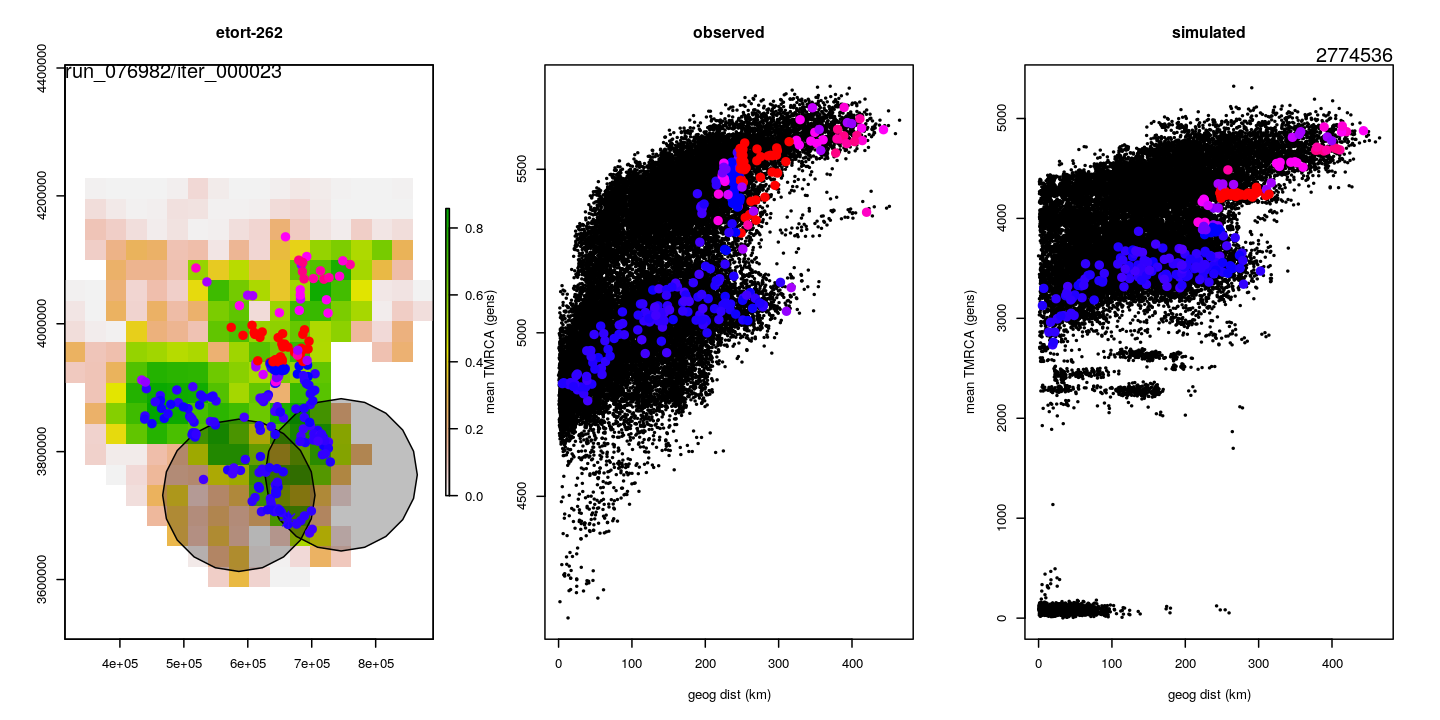 etort-262
run_076982/iter_000023
4400000
4200000
4000000
3800000
3600000
4e+05 5e+05 6e+05 7e+05 8e+05
0.8
0.6
0.4
0.2
0.0
observed
mean TMRCA (gens)
5500
5000
4500
0 100 200 300 400
geog dist (km)
simulated
2774536
mean TMRCA (gens)
5000
4000
3000
2000
1000
0
0 100 200 300 400
geog dist (km)